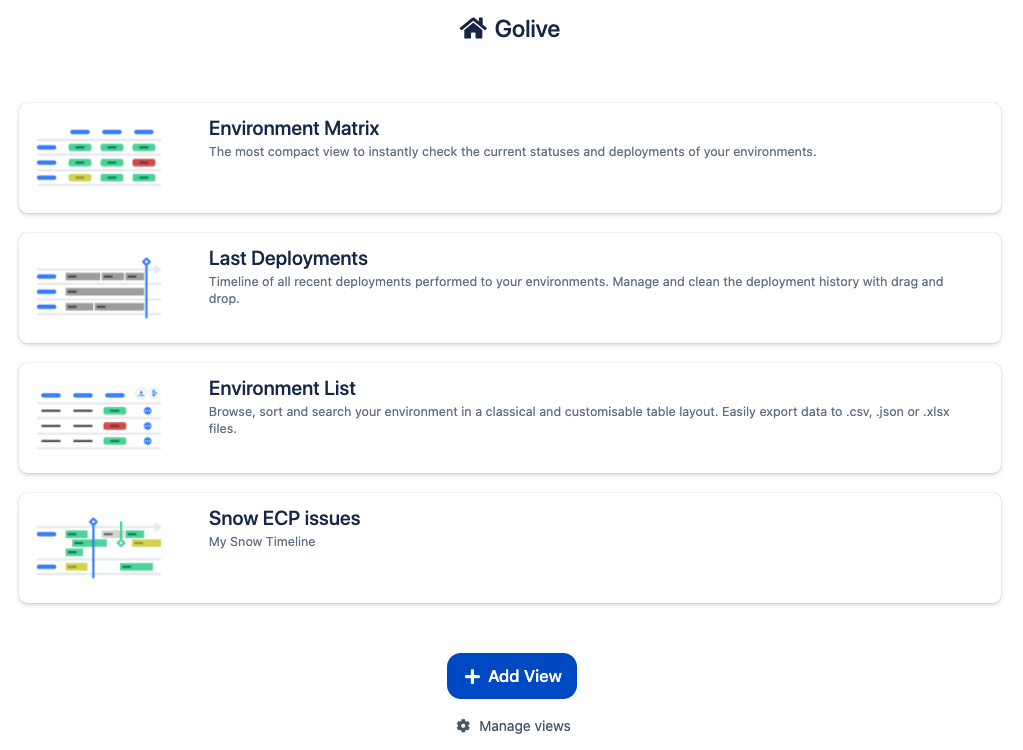 Golive
Environment Matrix
The most compact view to instantly check the current statuses and deployments of your environments.
Last Deployments
Timeline of all recent deployments performed to your environments. Manage and clean the deployment history with drag and
drop.
Environment List
Browse, sort and search your environment in a classical and customisable table layout. Easily export data to .csv, .json or .xlsx
files.
Snow ECP issues
My Snow Timeline
Add View
Manage views